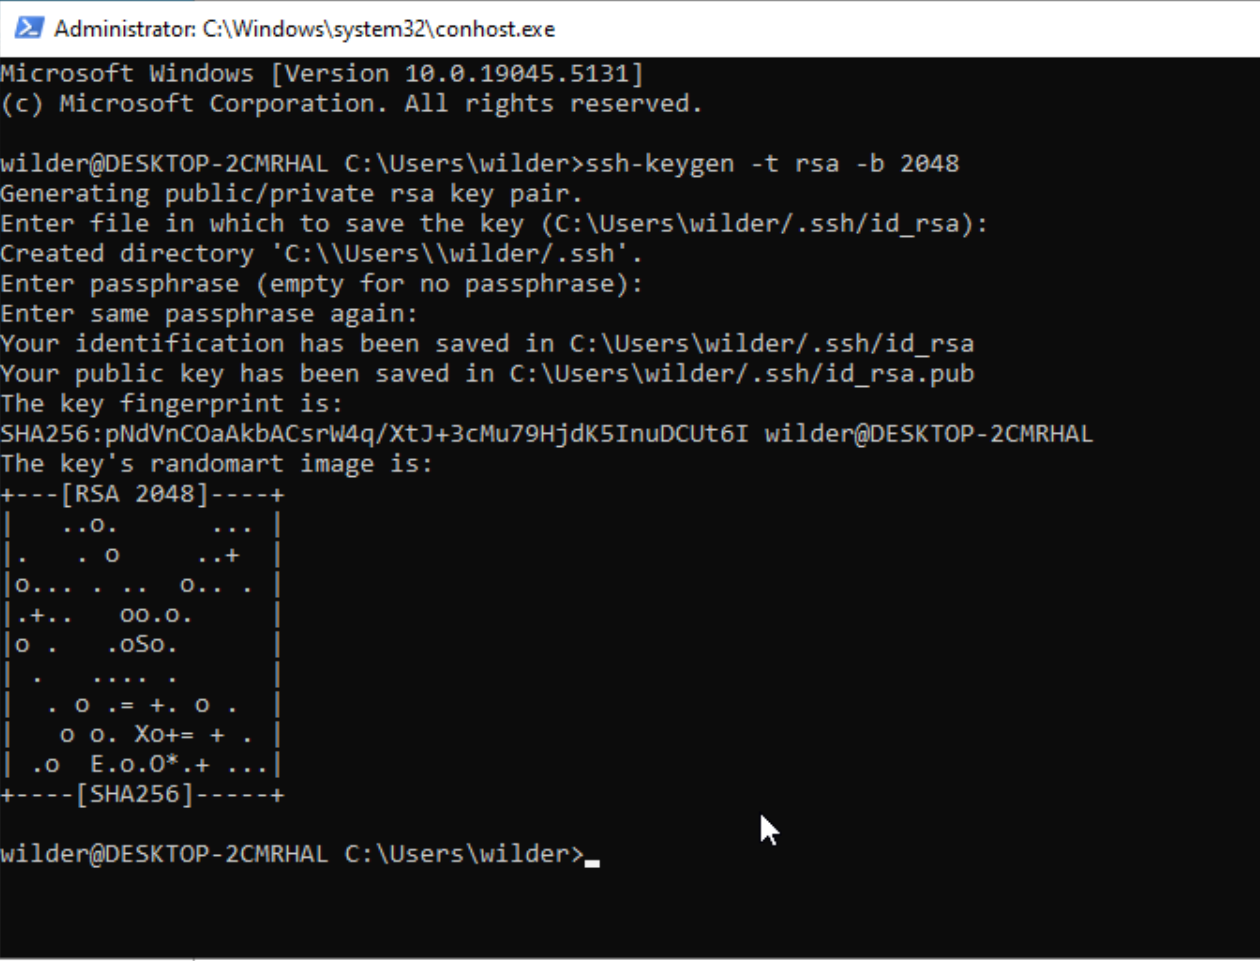 Administrator: C:\Windows\system32\conhost.exe
Microsoft Windows [Version 10.0.19045.5131]
(c) Microsoft Corporation. All rights reserved.

wilder@DESKTOP-2CMRHAL C:\Users\wilder>ssh-keygen -t rsa -b 2048
Generating public/private rsa key pair.
Enter file in which to save the key (C:\Users\wilder/.ssh/id_rsa):
Created directory 'C:\\Users\\wilder/.ssh'.
Enter passphrase (empty for no passphrase):
Enter same passphrase again:
Your identification has been saved in C:\Users\wilder/.ssh/id_rsa
Your public key has been saved in C:\Users\wilder/.ssh/id_rsa.pub
The key fingerprint is:
SHA256:pNdVnCOaAkbACsrW4q/XtJ+3cMu79HjdK5InuDCUt6I wilder@DESKTOP-2CMRHAL
The key's randomart image is:
+---[RSA 2048]----+
|   ..o.      ... |
|.   . o     ..+  |
|o... . ..  o.. . |
|.+..   oo.o.     |
|o .   .oSo.      |
| .   .... .      |
|  . o .= +. o .  |
|   o o. Xo+= + . |
| .o  E.o.O*.+ ...|
+----[SHA256]-----+

wilder@DESKTOP-2CMRHAL C:\Users\wilder>